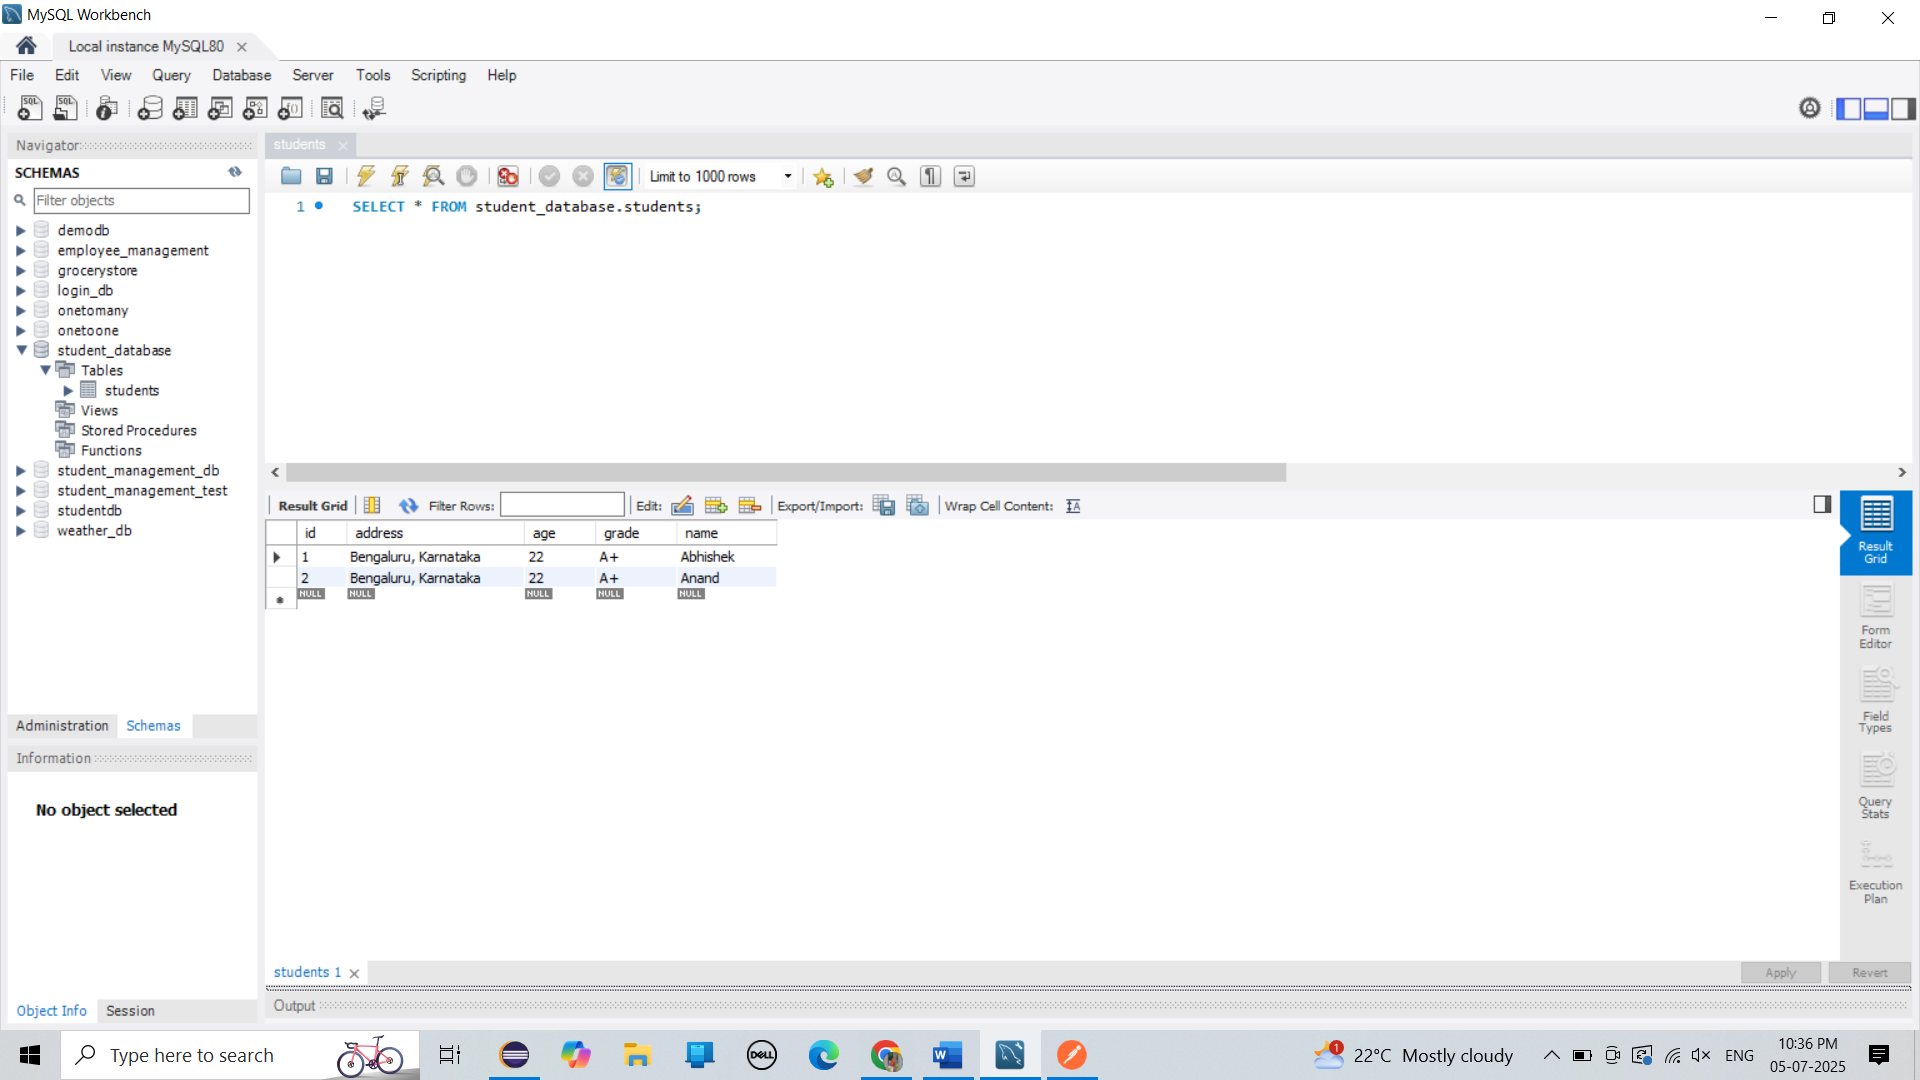 MySQL Workbench
Local instance MySQL80
File Edit View Query Database Server Tools Scripting Help
SQL SQL
Navigator
students
SCHEMAS
Filter objects
Limit to 1000 rows
1 SELECT * FROM student_database.students;
demodb
employee_management
grocerystore
login_db
onetomany
onetoone
student_database
Tables
students
Views
Stored Procedures
Functions
student_management_db
student_management_test
studentdb
weather_db
Result Grid Filter Rows: Edit: Export/Import: Wrap Cell Content:
id address age grade name
1 Bengaluru, Karnataka 22 A+ Abhishek
2 Bengaluru, Karnataka 22 A+ Anand
NULL NULL NULL NULL NULL
Result
Grid
Form
Editor
Field
Types
Query
Stats
Execution
Plan
Administration Schemas
Information
No object selected
students 1
Apply Revert
Object Info Session
Output
Type here to search
DELL
1
22°C Mostly cloudy
ENG
10:36 PM
05-07-2025